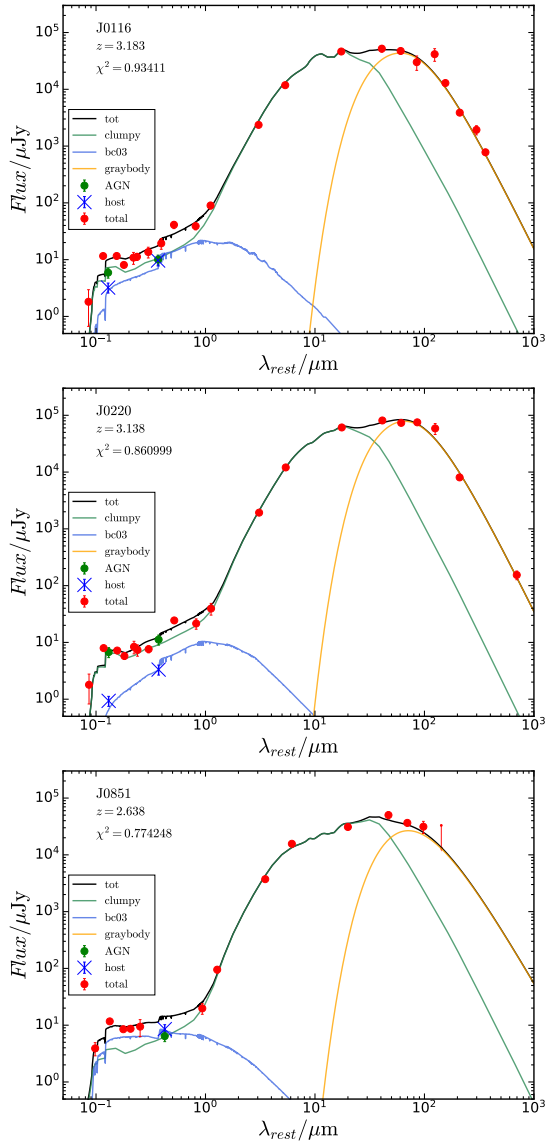 J0116
z = 3.183
χ² = 0.93411
tot
clumpy
bc03
graybody
AGN
host
total
Flux/μJy
10⁵
10⁴
10³
10²
10¹
10⁰
10⁻¹ 10⁰ 10¹ 10² 10³
λrest/μm
J0220
z = 3.138
χ² = 0.860999
tot
clumpy
bc03
graybody
AGN
host
total
Flux/μJy
10⁵
10⁴
10³
10²
10¹
10⁰
10⁻¹ 10⁰ 10¹ 10² 10³
λrest/μm
J0851
z = 2.638
χ² = 0.774248
tot
clumpy
bc03
graybody
AGN
host
total
Flux/μJy
10⁵
10⁴
10³
10²
10¹
10⁰
10⁻¹ 10⁰ 10¹ 10² 10³
λrest/μm